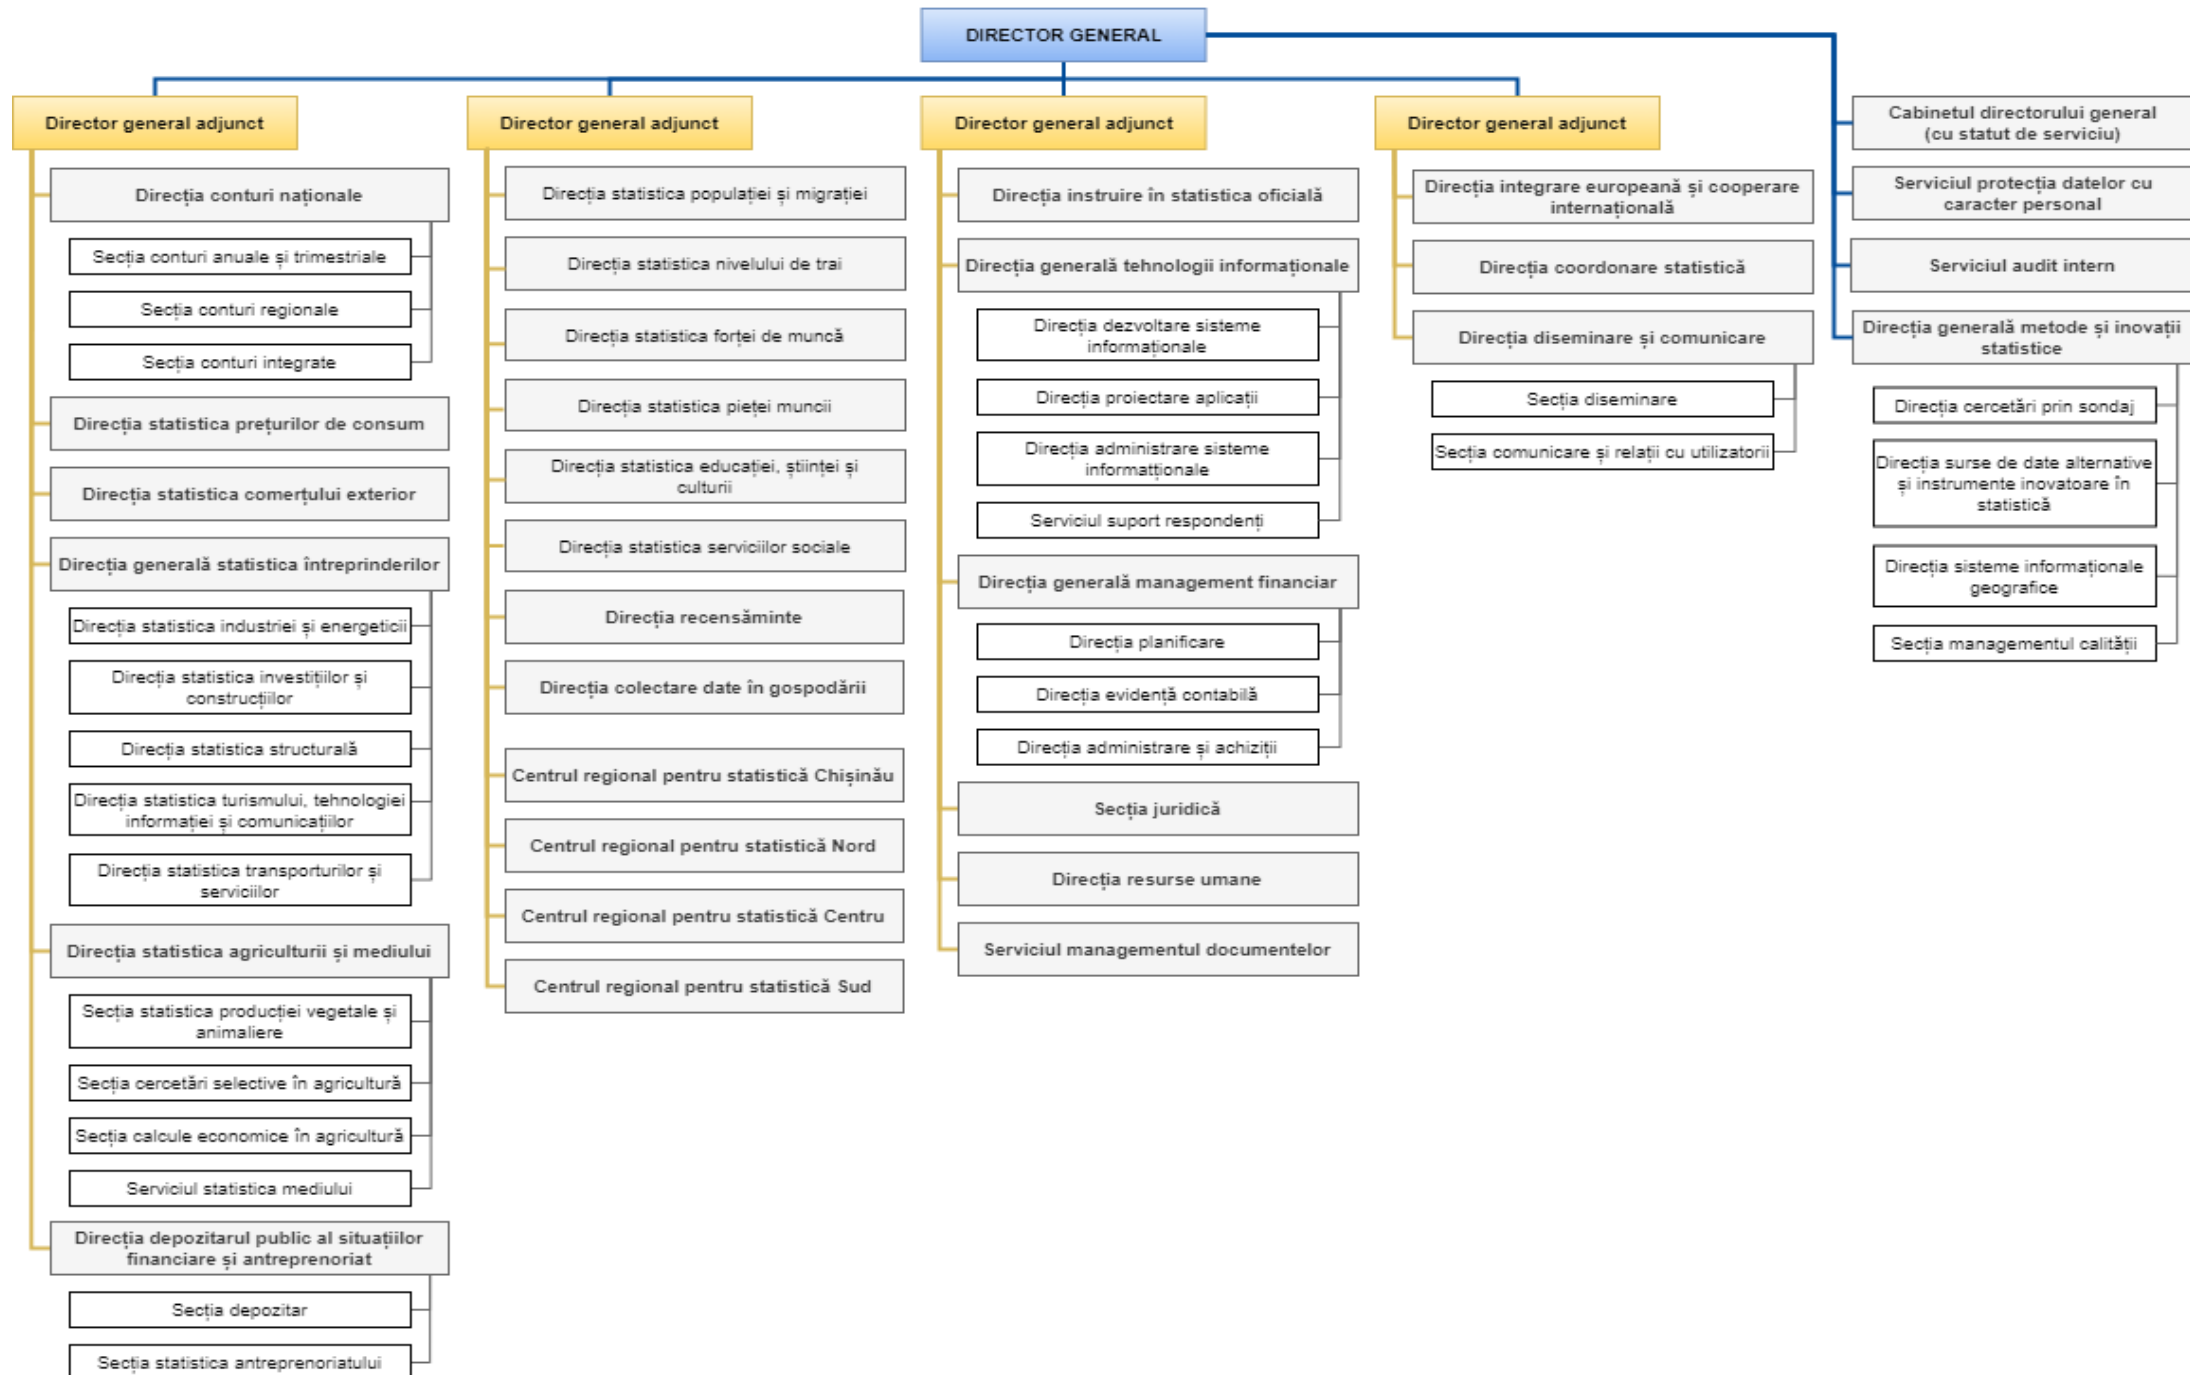 DIRECTOR GENERAL
Director general adjunct
Direcția conturi naționale
Secția conturi anuale și trimestriale
Secția conturi regionale
Secția conturi integrate
Direcția statistica prețurilor de consum
Direcția statistica comerțului exterior
Direcția generală statistica întreprinderilor
Direcția statistica industriei și energeticii
Direcția statistica investițiilor și
construcțiilor
Direcția statistica structurală
Direcția statistica turismului, tehnologiei
informației și comunicațiilor
Direcția statistica transporturilor și
serviciilor
Direcția statistica agriculturii și mediului
Secția statistica producției vegetale și
animaliere
Secția cercetări selective în agricultură
Secția calcule economice în agricultură
Serviciul statistica mediului
Direcția depozitarul public al situațiilor
financiare și antreprenoriat
Secția depozitar
Secția statistica antreprenoriatului
Director general adjunct
Direcția statistica populației și migrației
Direcția statistica nivelului de trai
Direcția statistica forței de muncă
Direcția statistica pieței muncii
Direcția statistica educației, științei și
culturii
Direcția statistica serviciilor sociale
Direcția recensăminte
Direcția colectare date în gospodării
Centrul regional pentru statistică Chișinău
Centrul regional pentru statistică Nord
Centrul regional pentru statistică Centru
Centrul regional pentru statistică Sud
Director general adjunct
Direcția instruire în statistica oficială
Direcția generală tehnologii informaționale
Direcția dezvoltare sisteme
informaționale
Direcția proiectare aplicații
Direcția administrare sisteme
informatționale
Serviciul suport respondenți
Direcția generală management financiar
Direcția planificare
Direcția evidență contabilă
Direcția administrare și achiziții
Secția juridică
Direcția resurse umane
Serviciul managementul documentelor
Director general adjunct
Direcția integrare europeană și cooperare
internațională
Direcția coordonare statistică
Direcția diseminare și comunicare
Secția diseminare
Secția comunicare și relații cu utilizatorii
Cabinetul directorului general
(cu statut de serviciu)
Serviciul protecția datelor cu
caracter personal
Serviciul audit intern
Direcția generală metode și inovații
statistice
Direcția cercetări prin sondaj
Direcția surse de date alternative
și instrumente inovatoare în
statistică
Direcția sisteme informaționale
geografice
Secția managementul calității